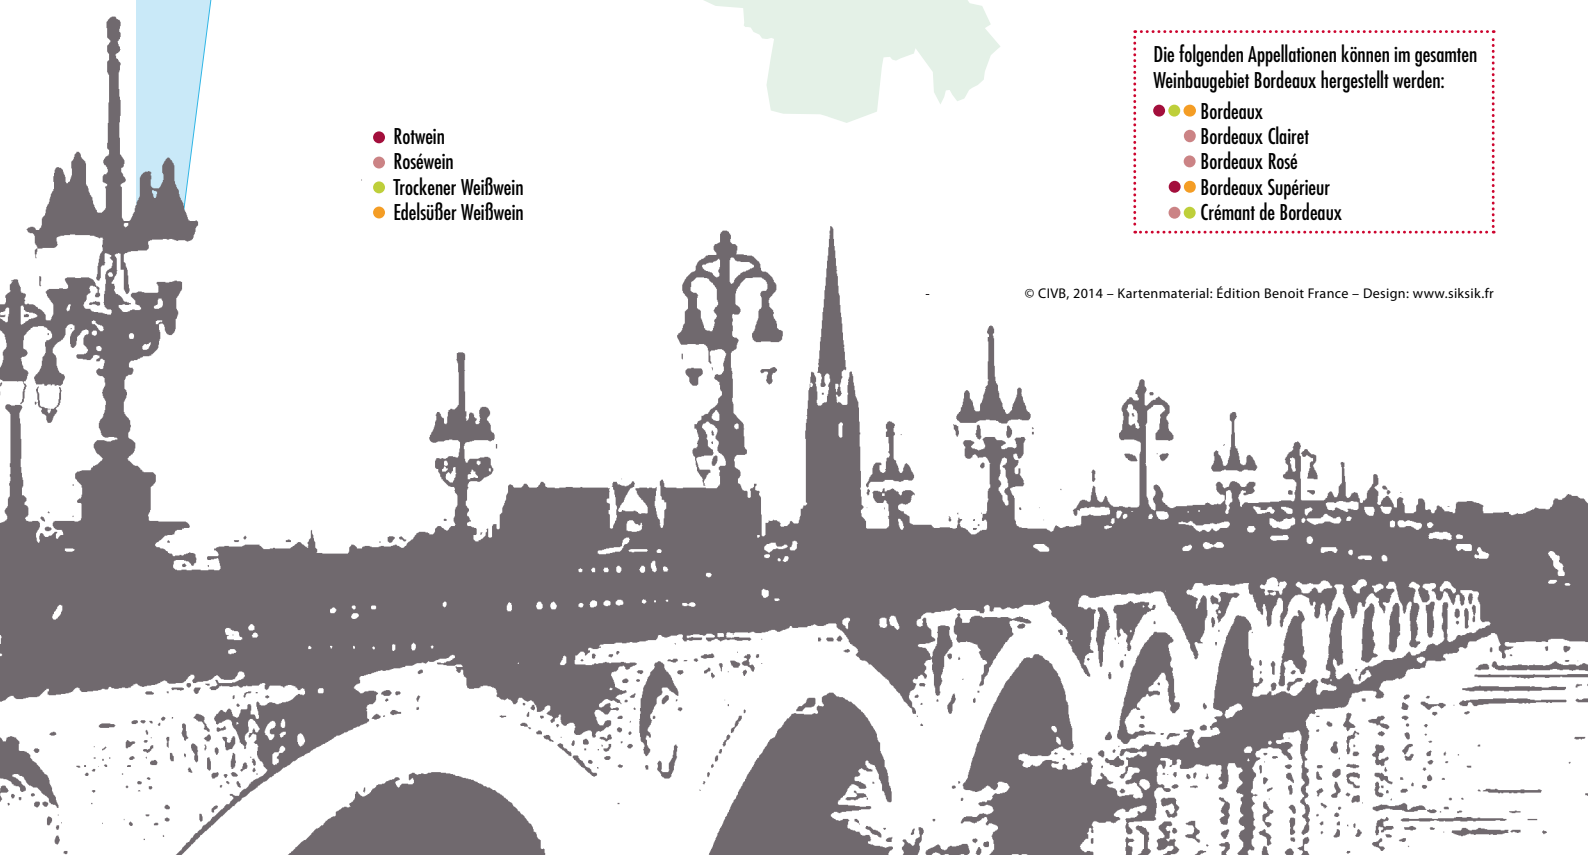 Rotwein
Roséwein
Trockener Weißwein
Edelsüßer Weißwein
Die folgenden Appellationen können im gesamten
Weinbaugebiet Bordeaux hergestellt werden:
Bordeaux
Bordeaux Clairet
Bordeaux Rosé
Bordeaux Supérieur
Crémant de Bordeaux
- © CIVB, 2014 – Kartenmaterial: Édition Benoit France – Design: www.siksik.fr